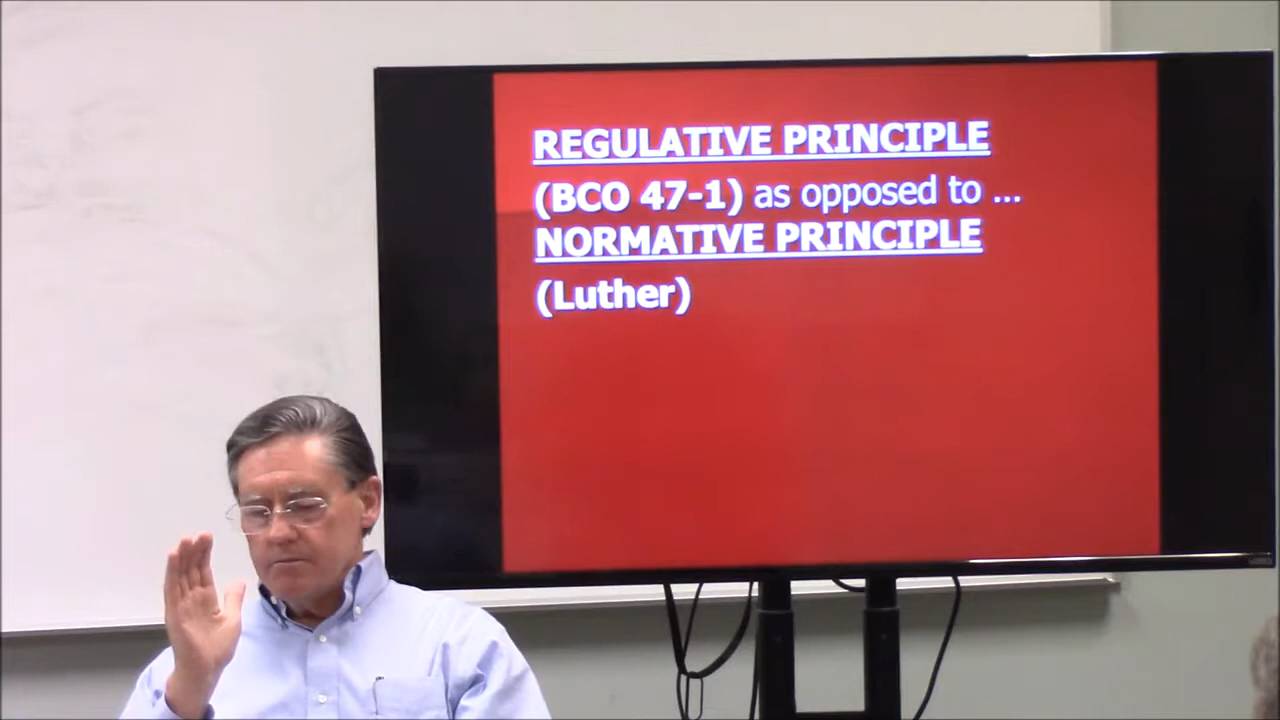 REGULATIVE PRINCIPLE
(BCO 47-1) as opposed to ...
NORMATIVE PRINCIPLE
(Luther)